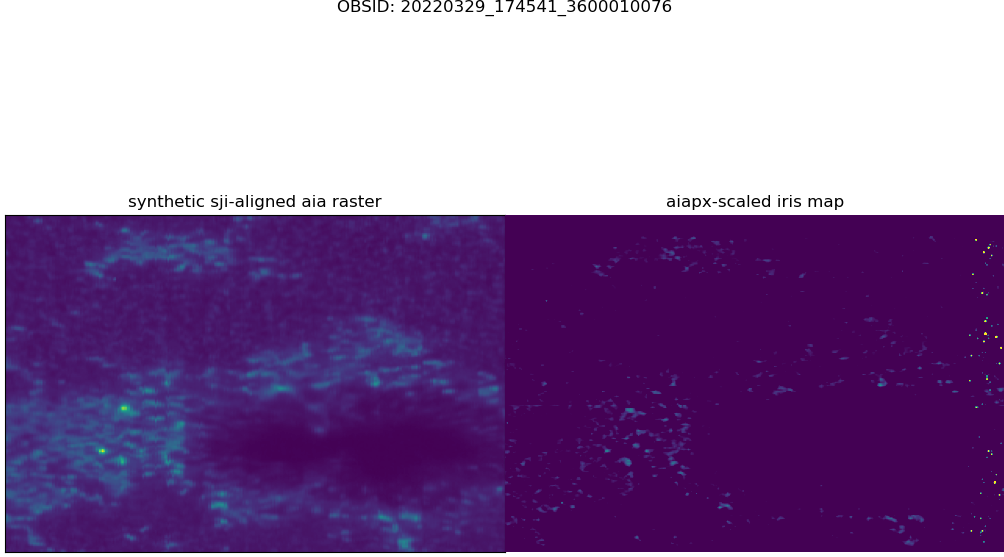 OBSID: 20220329_174541_3600010076
synthetic sji-aligned aia raster
aiapx-scaled iris map